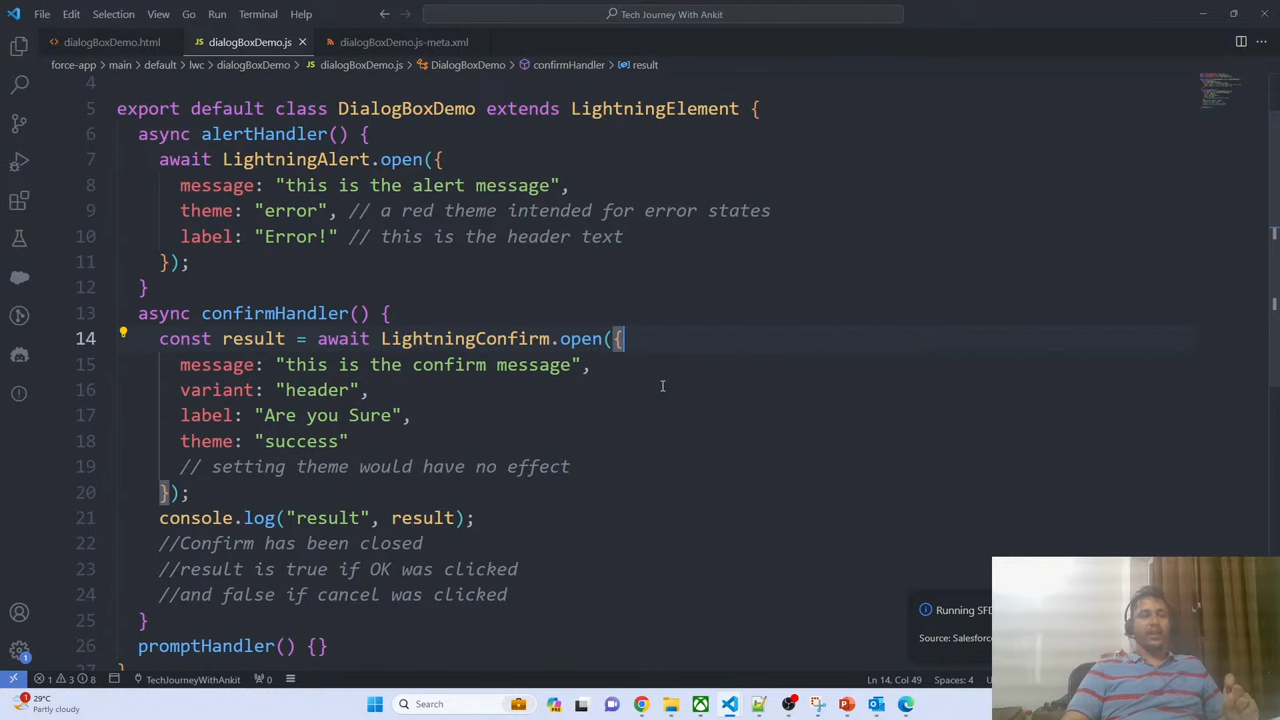 File Edit Selection View Go Run Terminal Help
Tech Journey With Ankit
dialogBoxDemo.html
dialogBoxDemo.js
dialogBoxDemo.js-meta.xml
force-app > main > default > lwc > dialogBoxDemo > JS dialogBoxDemo.js > DialogBoxDemo > confirmHandler > result
4
5 export default class DialogBoxDemo extends LightningElement {
6 async alertHandler() {
7 await LightningAlert.open({
8 message: "this is the alert message",
9 theme: "error", // a red theme intended for error states
10 label: "Error!" // this is the header text
11 });
12 }
13 async confirmHandler() {
14 const result = await LightningConfirm.open({
15 message: "this is the confirm message",
16 variant: "header",
17 label: "Are you Sure",
18 theme: "success"
19 // setting theme would have no effect
20 });
21 console.log("result", result);
22 //Confirm has been closed
23 //result is true if OK was clicked
24 //and false if cancel was clicked
25 }
26 promptHandler() {}
27 }
Running SFD
Source: Salesforc
1 3 8 TechJourneyWithAnkit 0 Ln 14, Col 49 Spaces: 4
29°C
Partly cloudy
Search